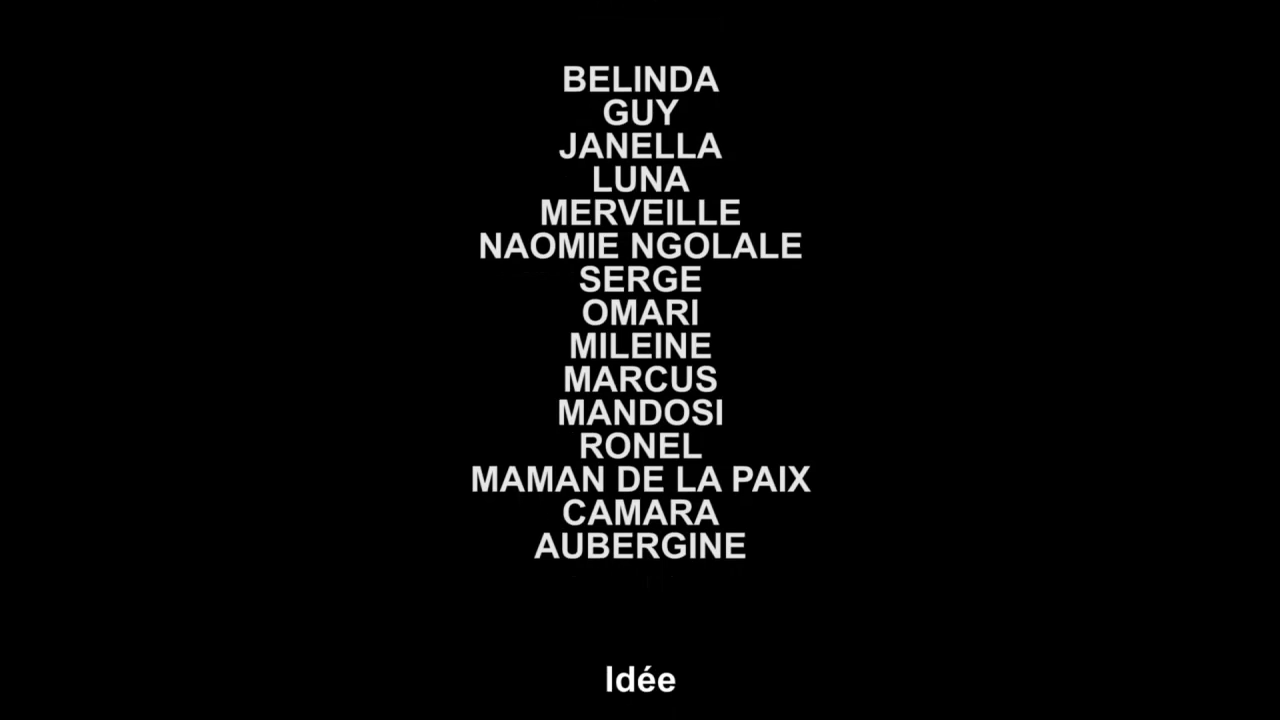 BELINDA
GUY
JANELLA
LUNA
MERVEILLE
NAOMIE NGOLALE
SERGE
OMARI
MILEINE
MARCUS
MANDOSI
RONEL
MAMAN DE LA PAIX
CAMARA
AUBERGINE
Idée